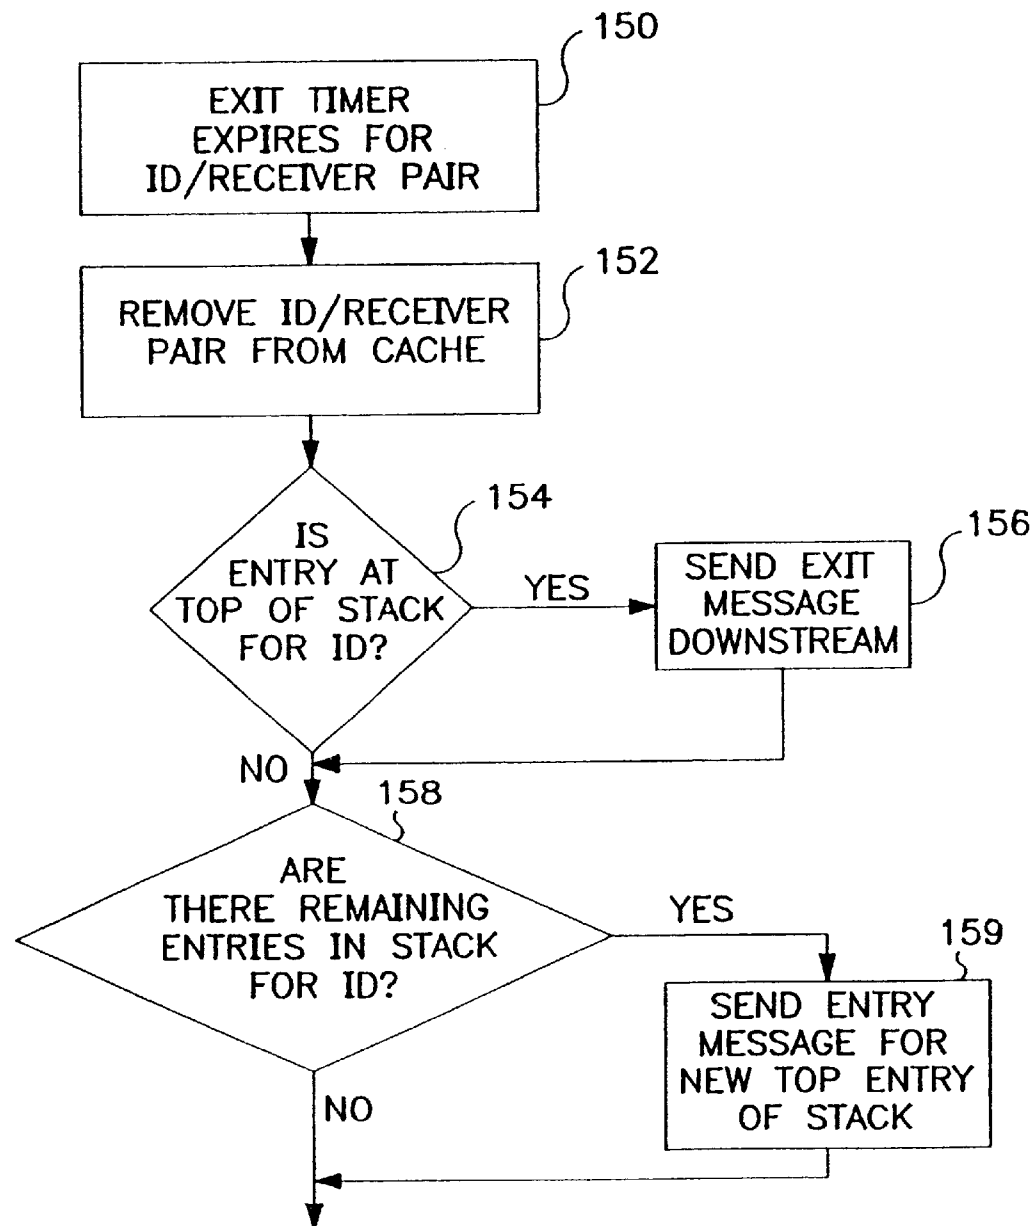 150
EXIT TIMER
EXPIRES FOR
ID/RECEIVER PAIR
152
REMOVE ID/RECEIVER
PAIR FROM CACHE
154
IS
ENTRY AT
TOP OF STACK
FOR ID?
YES
156
SEND EXIT
MESSAGE
DOWNSTREAM
NO
158
ARE
THERE REMAINING
ENTRIES IN STACK
FOR ID?
YES
159
SEND ENTRY
MESSAGE FOR
NEW TOP ENTRY
OF STACK
NO